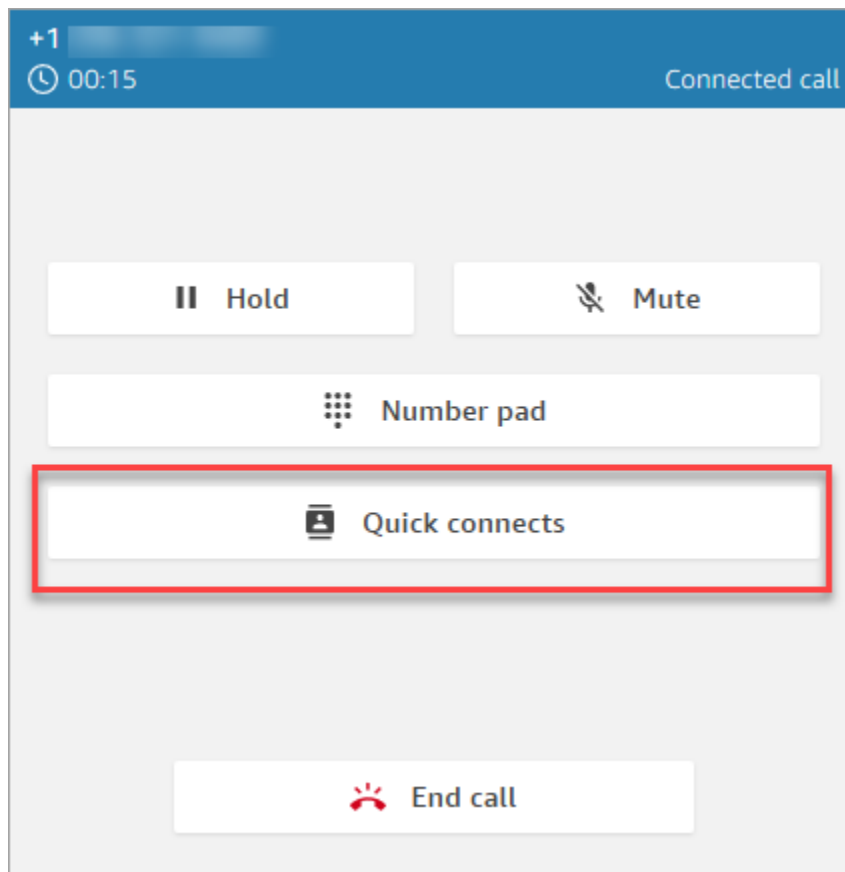 +1
00:15 Connected call
Hold Mute
Number pad
Quick connects
End call